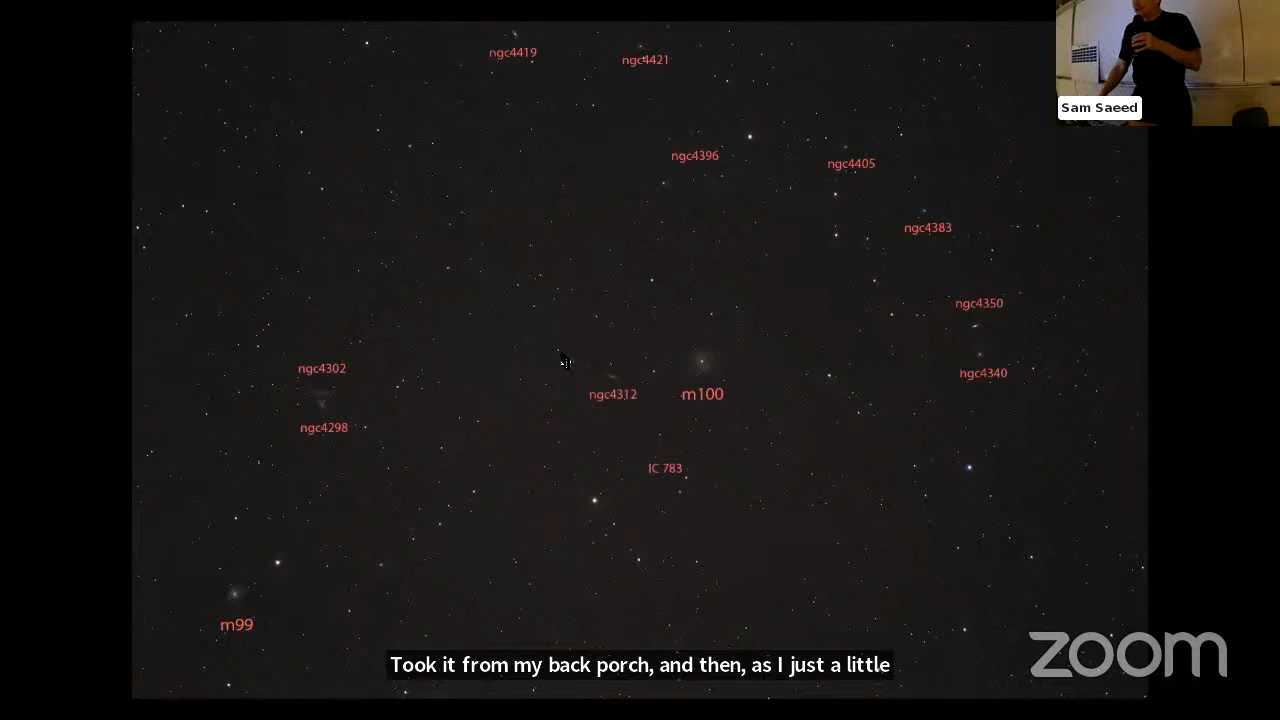 ngc4419
ngc4421
Sam Saeed
ngc4396
ngc4405
ngc4383
ngc4350
ngc4302
ngc4340
ngc4312
m100
ngc4298
IC 783
m99
Took it from my back porch, and then, as I just a little
zoom